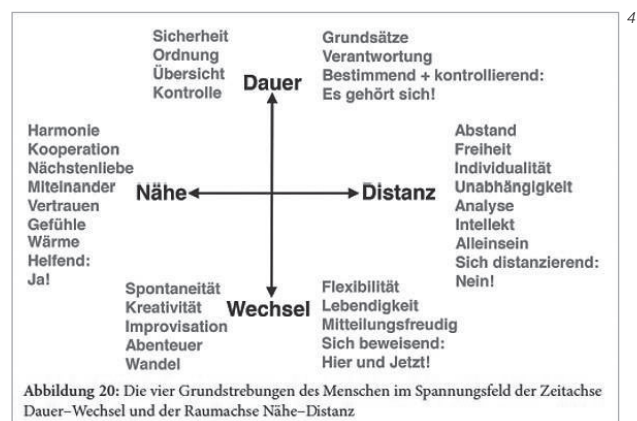 4
Sicherheit
Ordnung
Übersicht
Kontrolle
Dauer
Grundsätze
Verantwortung
Bestimmend + kontrollierend:
Es gehört sich!
Harmonie
Kooperation
Nächstenliebe
Miteinander
Vertrauen
Gefühle
Wärme
Helfend:
Ja!
Nähe
Distanz
Abstand
Freiheit
Individualität
Unabhängigkeit
Analyse
Intellekt
Alleinsein
Sich distanzierend:
Nein!
Spontaneität
Kreativität
Improvisation
Abenteuer
Wandel
Wechsel
Flexibilität
Lebendigkeit
Mitteilungsfreudig
Sich beweisend:
Hier und Jetzt!
Abbildung 20: Die vier Grundstrebungen des Menschen im Spannungsfeld der Zeitachse
Dauer–Wechsel und der Raumachse Nähe–Distanz